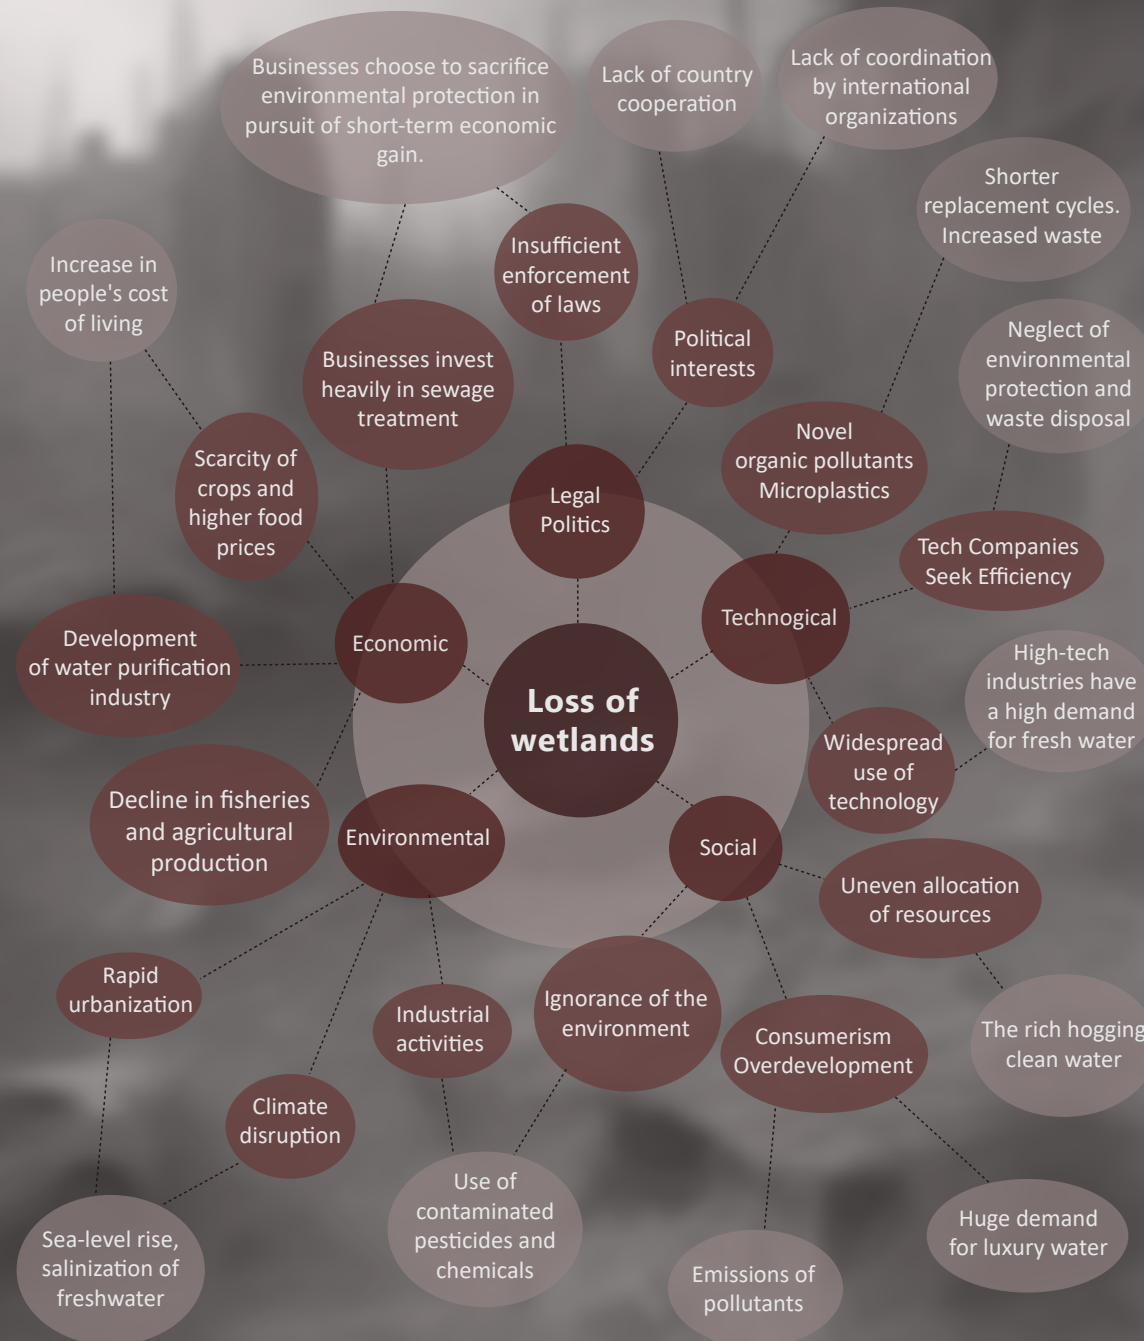 Businesses choose to sacrifice
environmental protection in
pursuit of short-term economic
gain.
Lack of country
cooperation
Lack of coordination
by international
organizations
Shorter
replacement cycles.
Increased waste
Insufficient
enforcement
of laws
Increase in
people's cost
of living
Businesses invest
heavily in sewage
treatment
Political
interests
Neglect of
environmental
protection and
waste disposal
Scarcity of
crops and
higher food
prices
Novel
organic pollutants
Microplastics
Legal
Politics
Tech Companies
Seek Efficiency
Development
of water purification
industry
Economic
Technogical
High-tech
industries have
a high demand
for fresh water
Loss of
wetlands
Widespread
use of
technology
Decline in fisheries
and agricultural
production
Environmental
Social
Uneven allocation
of resources
Rapid
urbanization
Industrial
activities
Ignorance of the
environment
Consumerism
Overdevelopment
The rich hogging
clean water
Climate
disruption
Use of
contaminated
pesticides and
chemicals
Huge demand
for luxury water
Sea-level rise,
salinization of
freshwater
Emissions of
pollutants